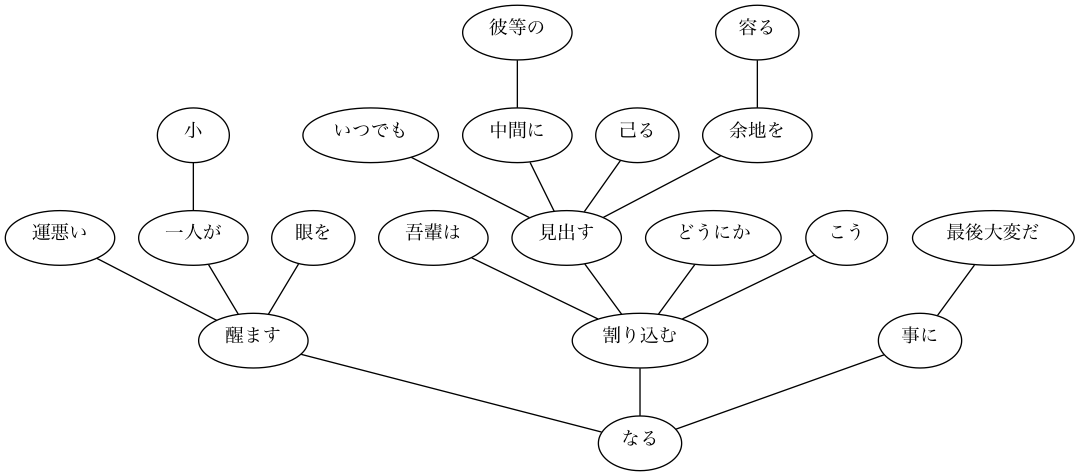 彼等の
容る
小
いつでも
中間に
己る
余地を
運悪い
一人が
眼を
吾輩は
見出す
どうにか
こう
最後大変だ
醒ます
割り込む
事に
なる